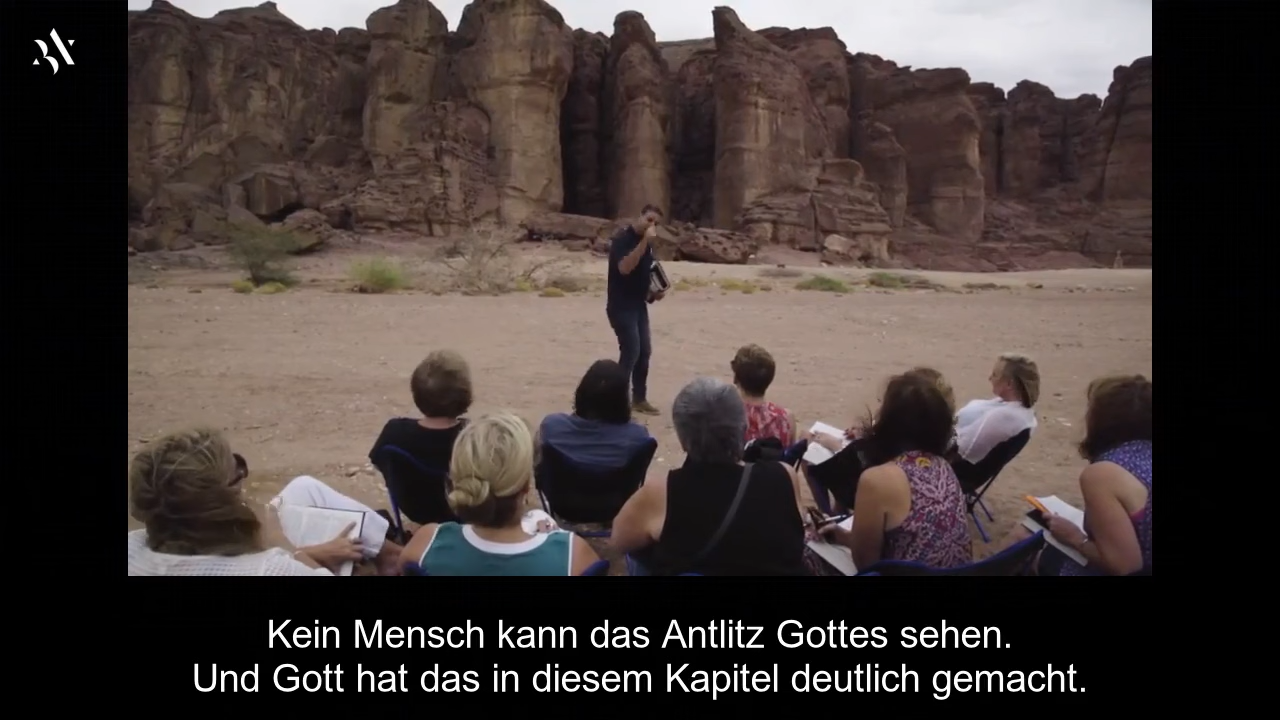 Kein Mensch kann das Antlitz Gottes sehen.
Und Gott hat das in diesem Kapitel deutlich gemacht.